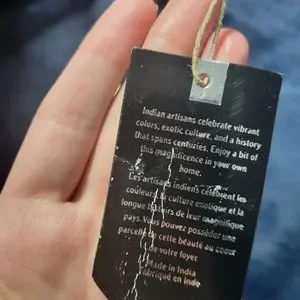 Indian artisans celebrate vibrant
colors, exotic culture, and a history
that spans centuries. Enjoy a bit of
this magnificence in your own
home.
Les artisans indiens célèbrent les
couleurs, la culture exotique et la
longue histoire de leur magnifique
pays. Vous pouvez posséder une
parcelle de cette beauté au coeur
de votre foyer
Made in India
Fabriqué en Inde